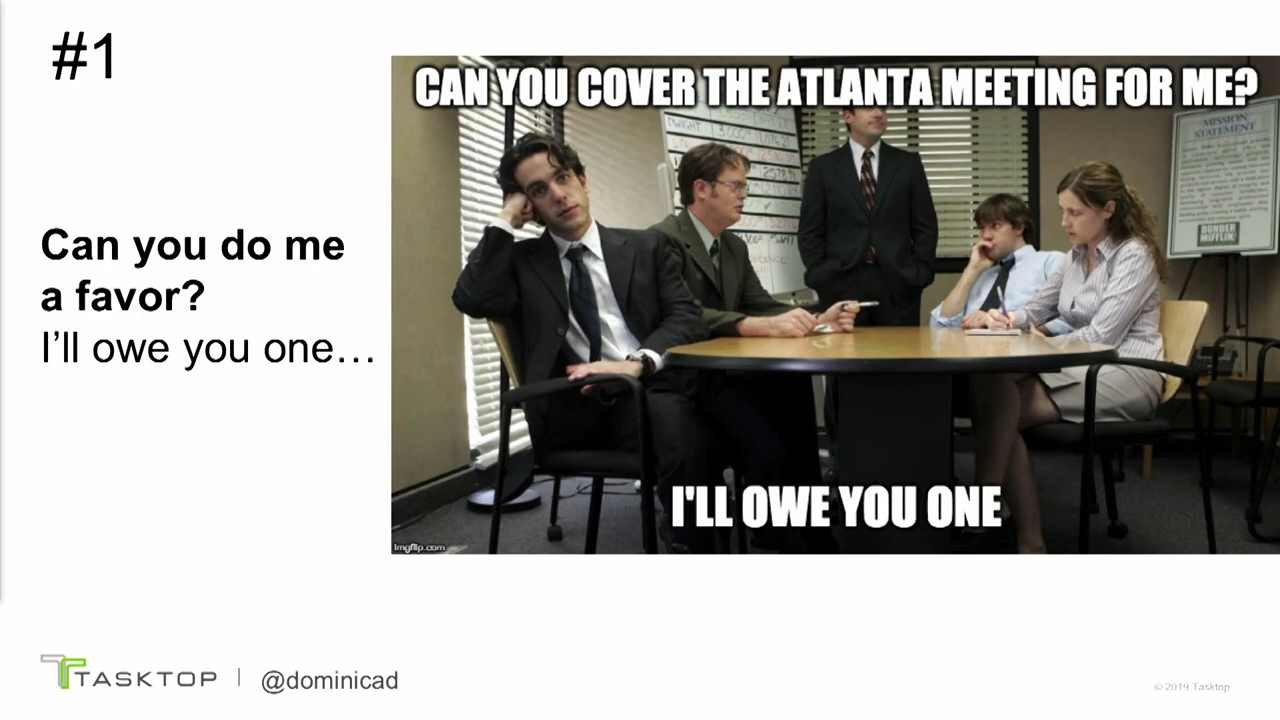 #1
CAN YOU COVER THE ATLANTA MEETING FOR ME?
MISSION
STATEMENT
DWIGHT
DUNDER
MIFFLIN
Can you do me
a favor?
I'll owe you one…
I'LL OWE YOU ONE
imgflip.com
TASKTOP
@dominicad
© 2019 Tasktop